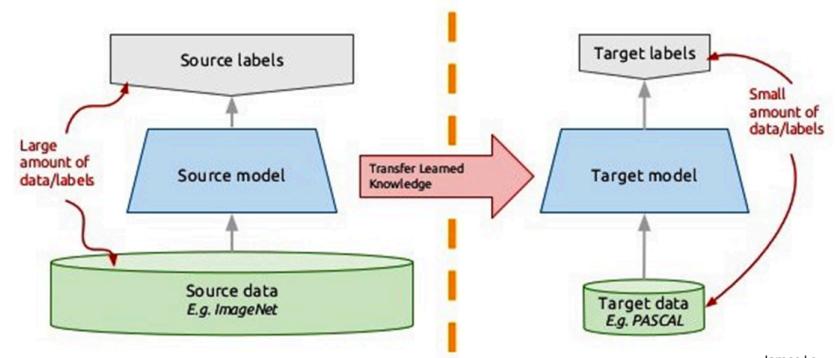 Source labels
Large
amount of
data/labels
Source model
Source data
E.g. ImageNet
Transfer Learned
Knowledge
Target labels
Small
amount of
data/labels
Target model
Target data
E.g. PASCAL